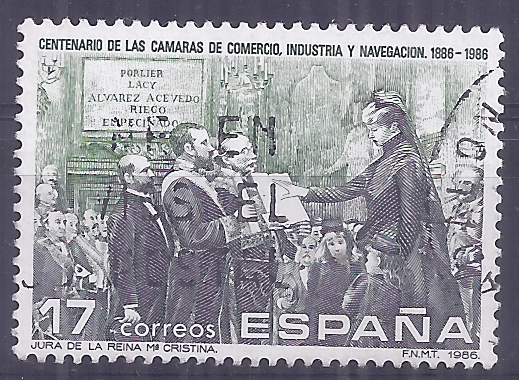 CENTENARIO DE LAS CAMARAS DE COMERCIO, INDUSTRIA Y NAVEGACION. 1886-1986
PORLIER
LACY
ALVAREZ ACEVEDO
RIEGO
17 correos ESPAÑA
JURA DE LA REINA Mª CRISTINA.
F.N.M.T. 1986.